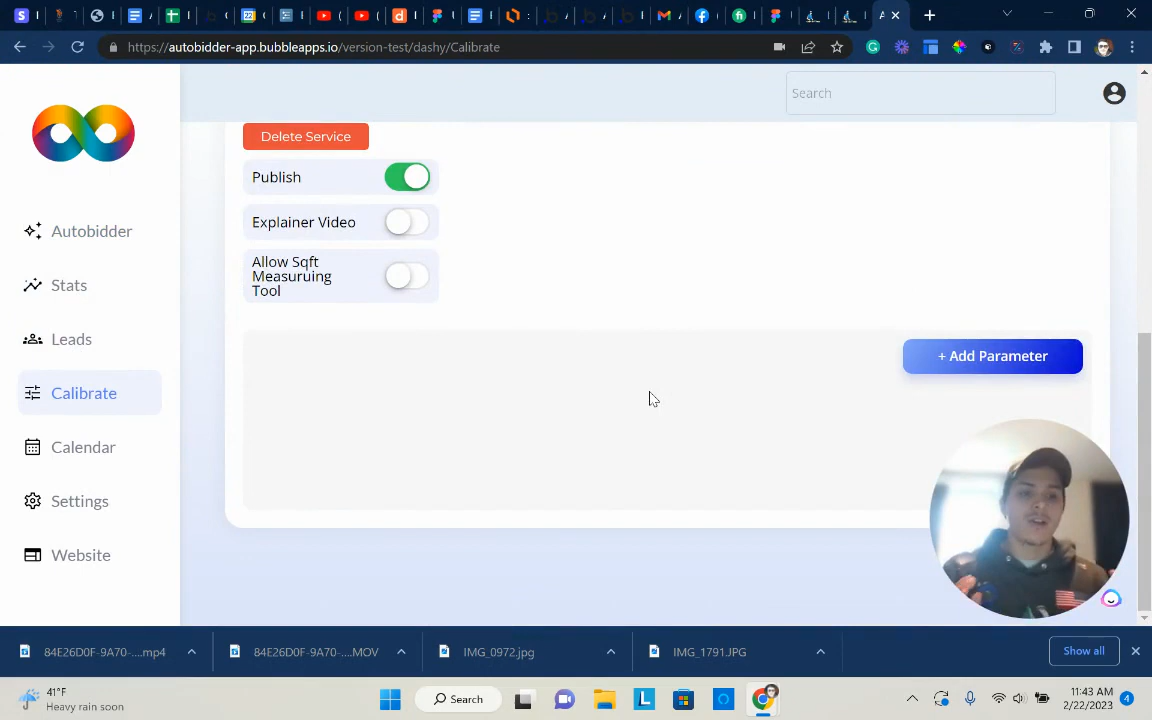 https://autobidder-app.bubbleapps.io/version-test/dashy/Calibrate
Search
Delete Service
Publish
Explainer Video
Allow Sqft
Measuruing
Tool
+ Add Parameter
Autobidder
Stats
Leads
Calibrate
Calendar
Settings
Website
84E26D0F-9A70-....mp4
84E26D0F-9A70-....MOV
IMG_0972.jpg
IMG_1791.JPG
Show all
41°F
Heavy rain soon
Search
11:43 AM
2/22/2023
4